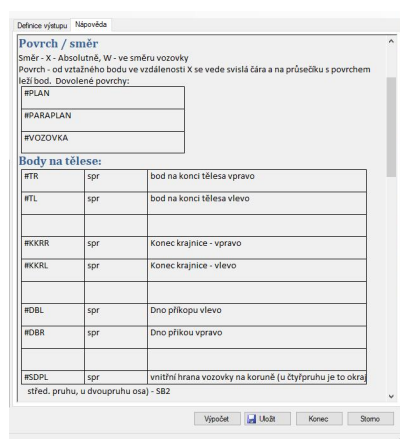 Definice výstupu Nápověda
Povrch / směr
Směr - X - Absolutně, W - ve směru vozovky
Povrch - od vztažného bodu ve vzdálenosti X se vede svislá čára a na průsečíku s povrchem
leží bod. Dovolené povrchy:
#PLAN
#PARAPLAN
#VOZOVKA
Body na tělese:
#TR spr bod na konci tělesa vpravo
#TL spr bod na konci tělesa vlevo
#KKRR spr Konec krajnice - vpravo
#KKRL spr Konec krajnice - vlevo
#DBL spr Dno příkopu vlevo
#DBR spr Dno přikou vpravo
#SDPL spr vnitřní hrana vozovky na koruně (u čtyřpruhu je to okraj
střed. pruhu, u dvoupruhu osa) - SB2
Výpočet Uložit Konec Storno